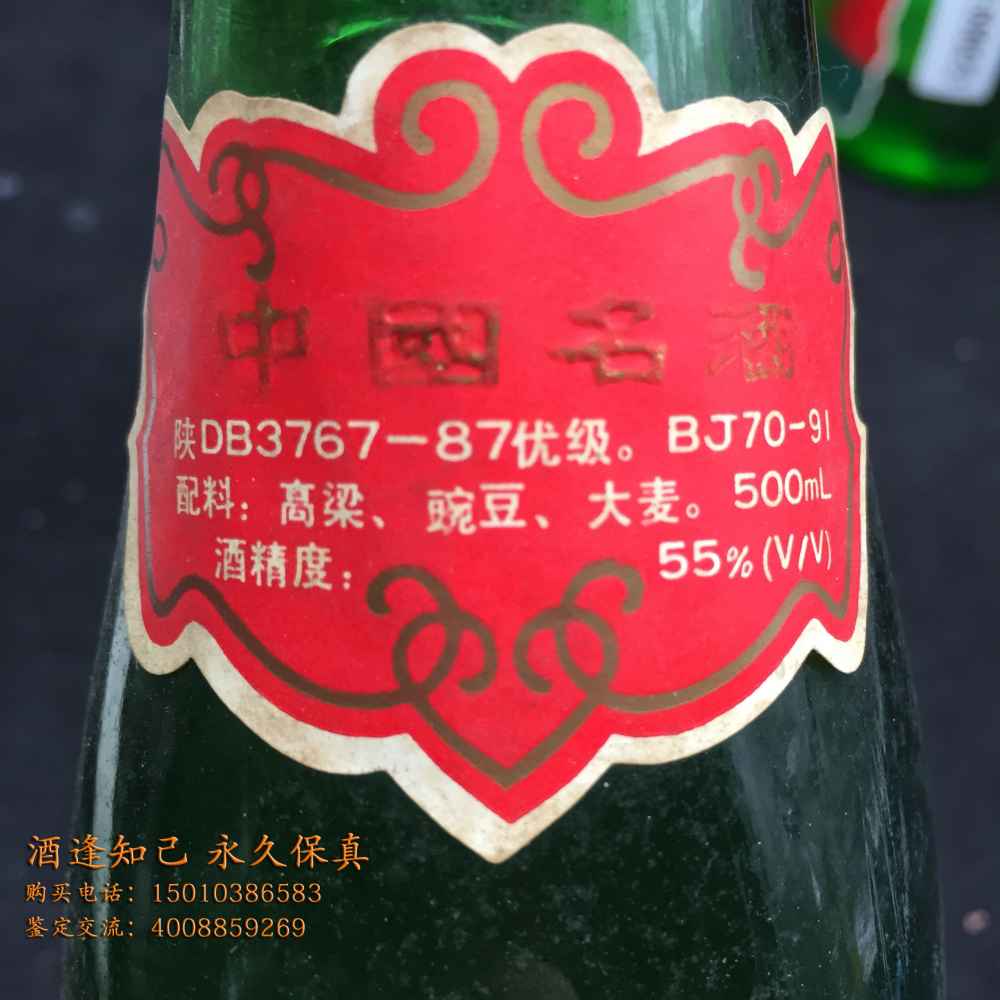 中國名酒
陕DB3767-87优级。BJ70-91
配料：高粱、豌豆、大麦。500mL
酒精度：55%(V/V)
酒逢知己 永久保真
购买电话：15010386583
鉴定交流：4008859269